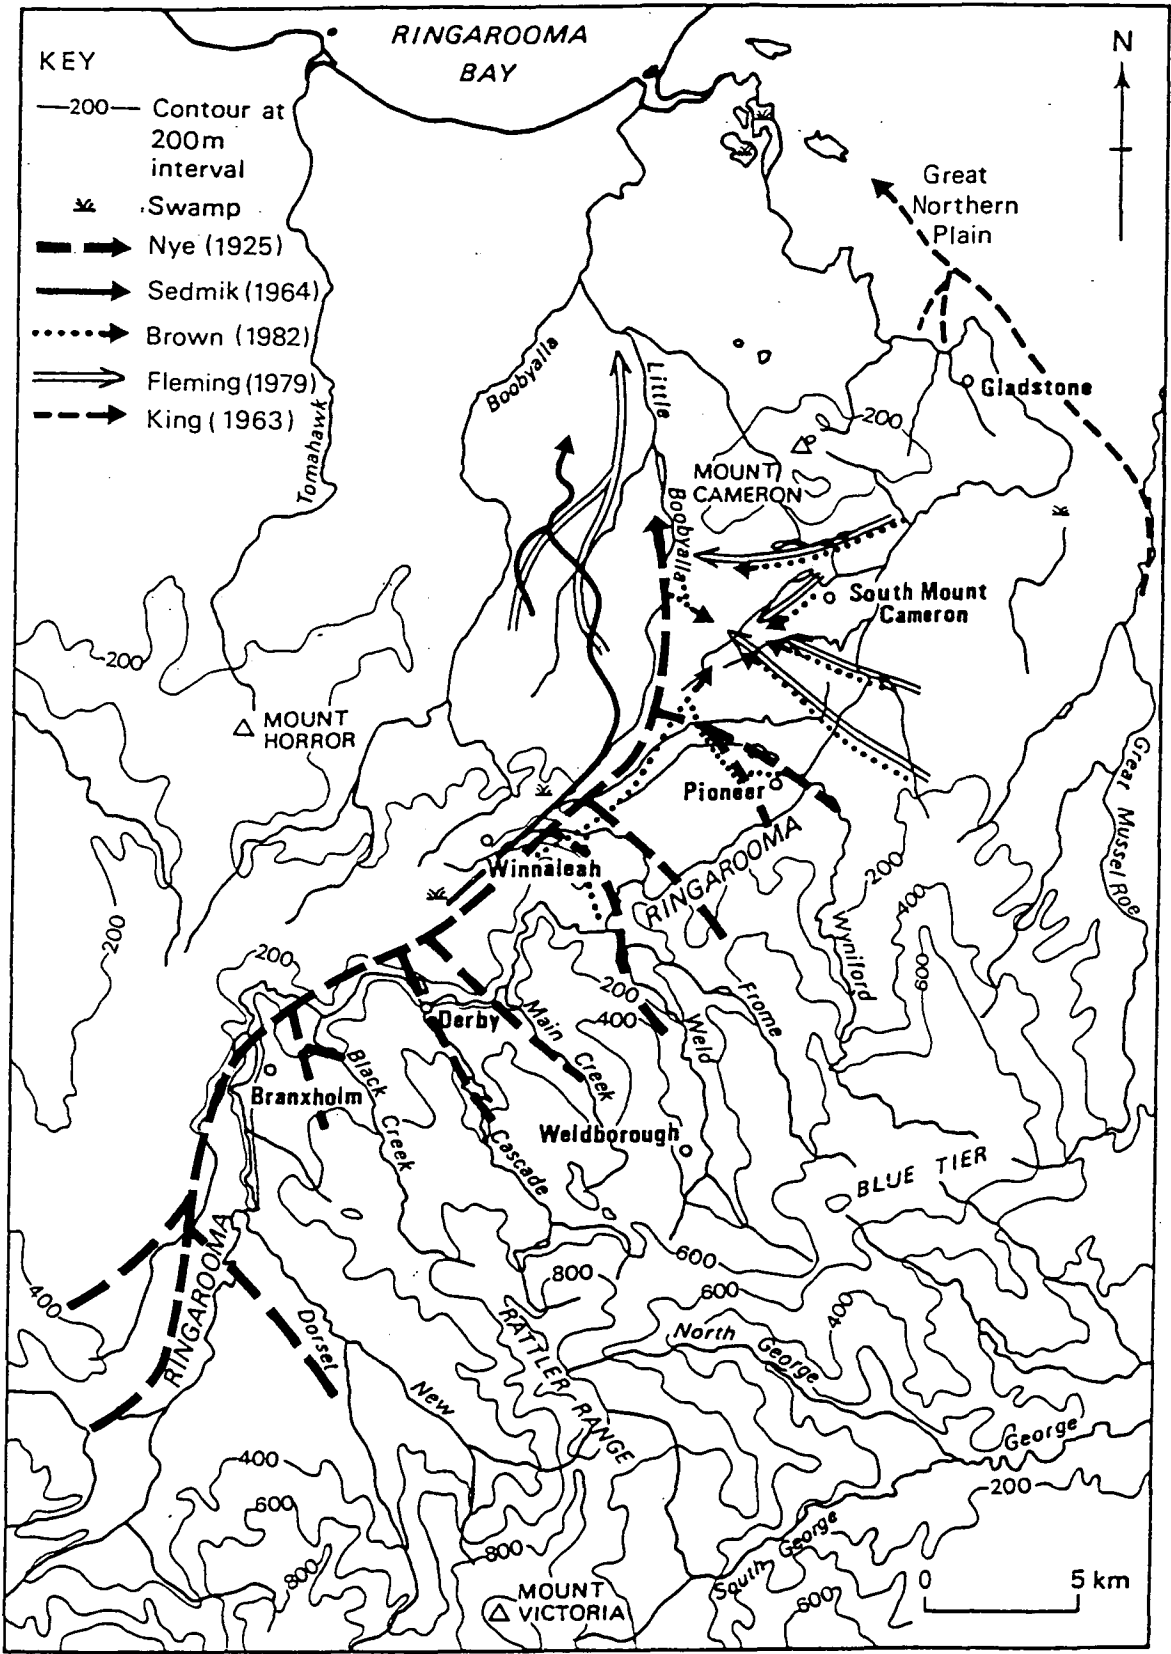 RINGAROOMA
BAY
N
KEY
200
Contour at
200m
interval
Swamp
Nye (1925)
Sedmik (1964)
Brown (1982)
Fleming (1979)
King (1963)
Great
Northern
Plain
Tomahawk
Boobyalla
Little
Boobyalla
Gladstone
200
MOUNT
CAMERON
South Mount
Cameron
200
MOUNT
HORROR
Grear Mussel Roe
Pioneer
Winnaleah
RINGAROOMA
200
400
600
Wyniford
200
200
200
400
Frome
Weld
Main
Creek
Derby
Black
Creek
Branxholm
Cascade
Weldborough
BLUE TIER
RINGAROOMA
400
Dorset
New
600
800
600
400
RATTLER RANGE
North
George
George
200
400
600
800
800
South George
600
MOUNT
VICTORIA
0
5 km